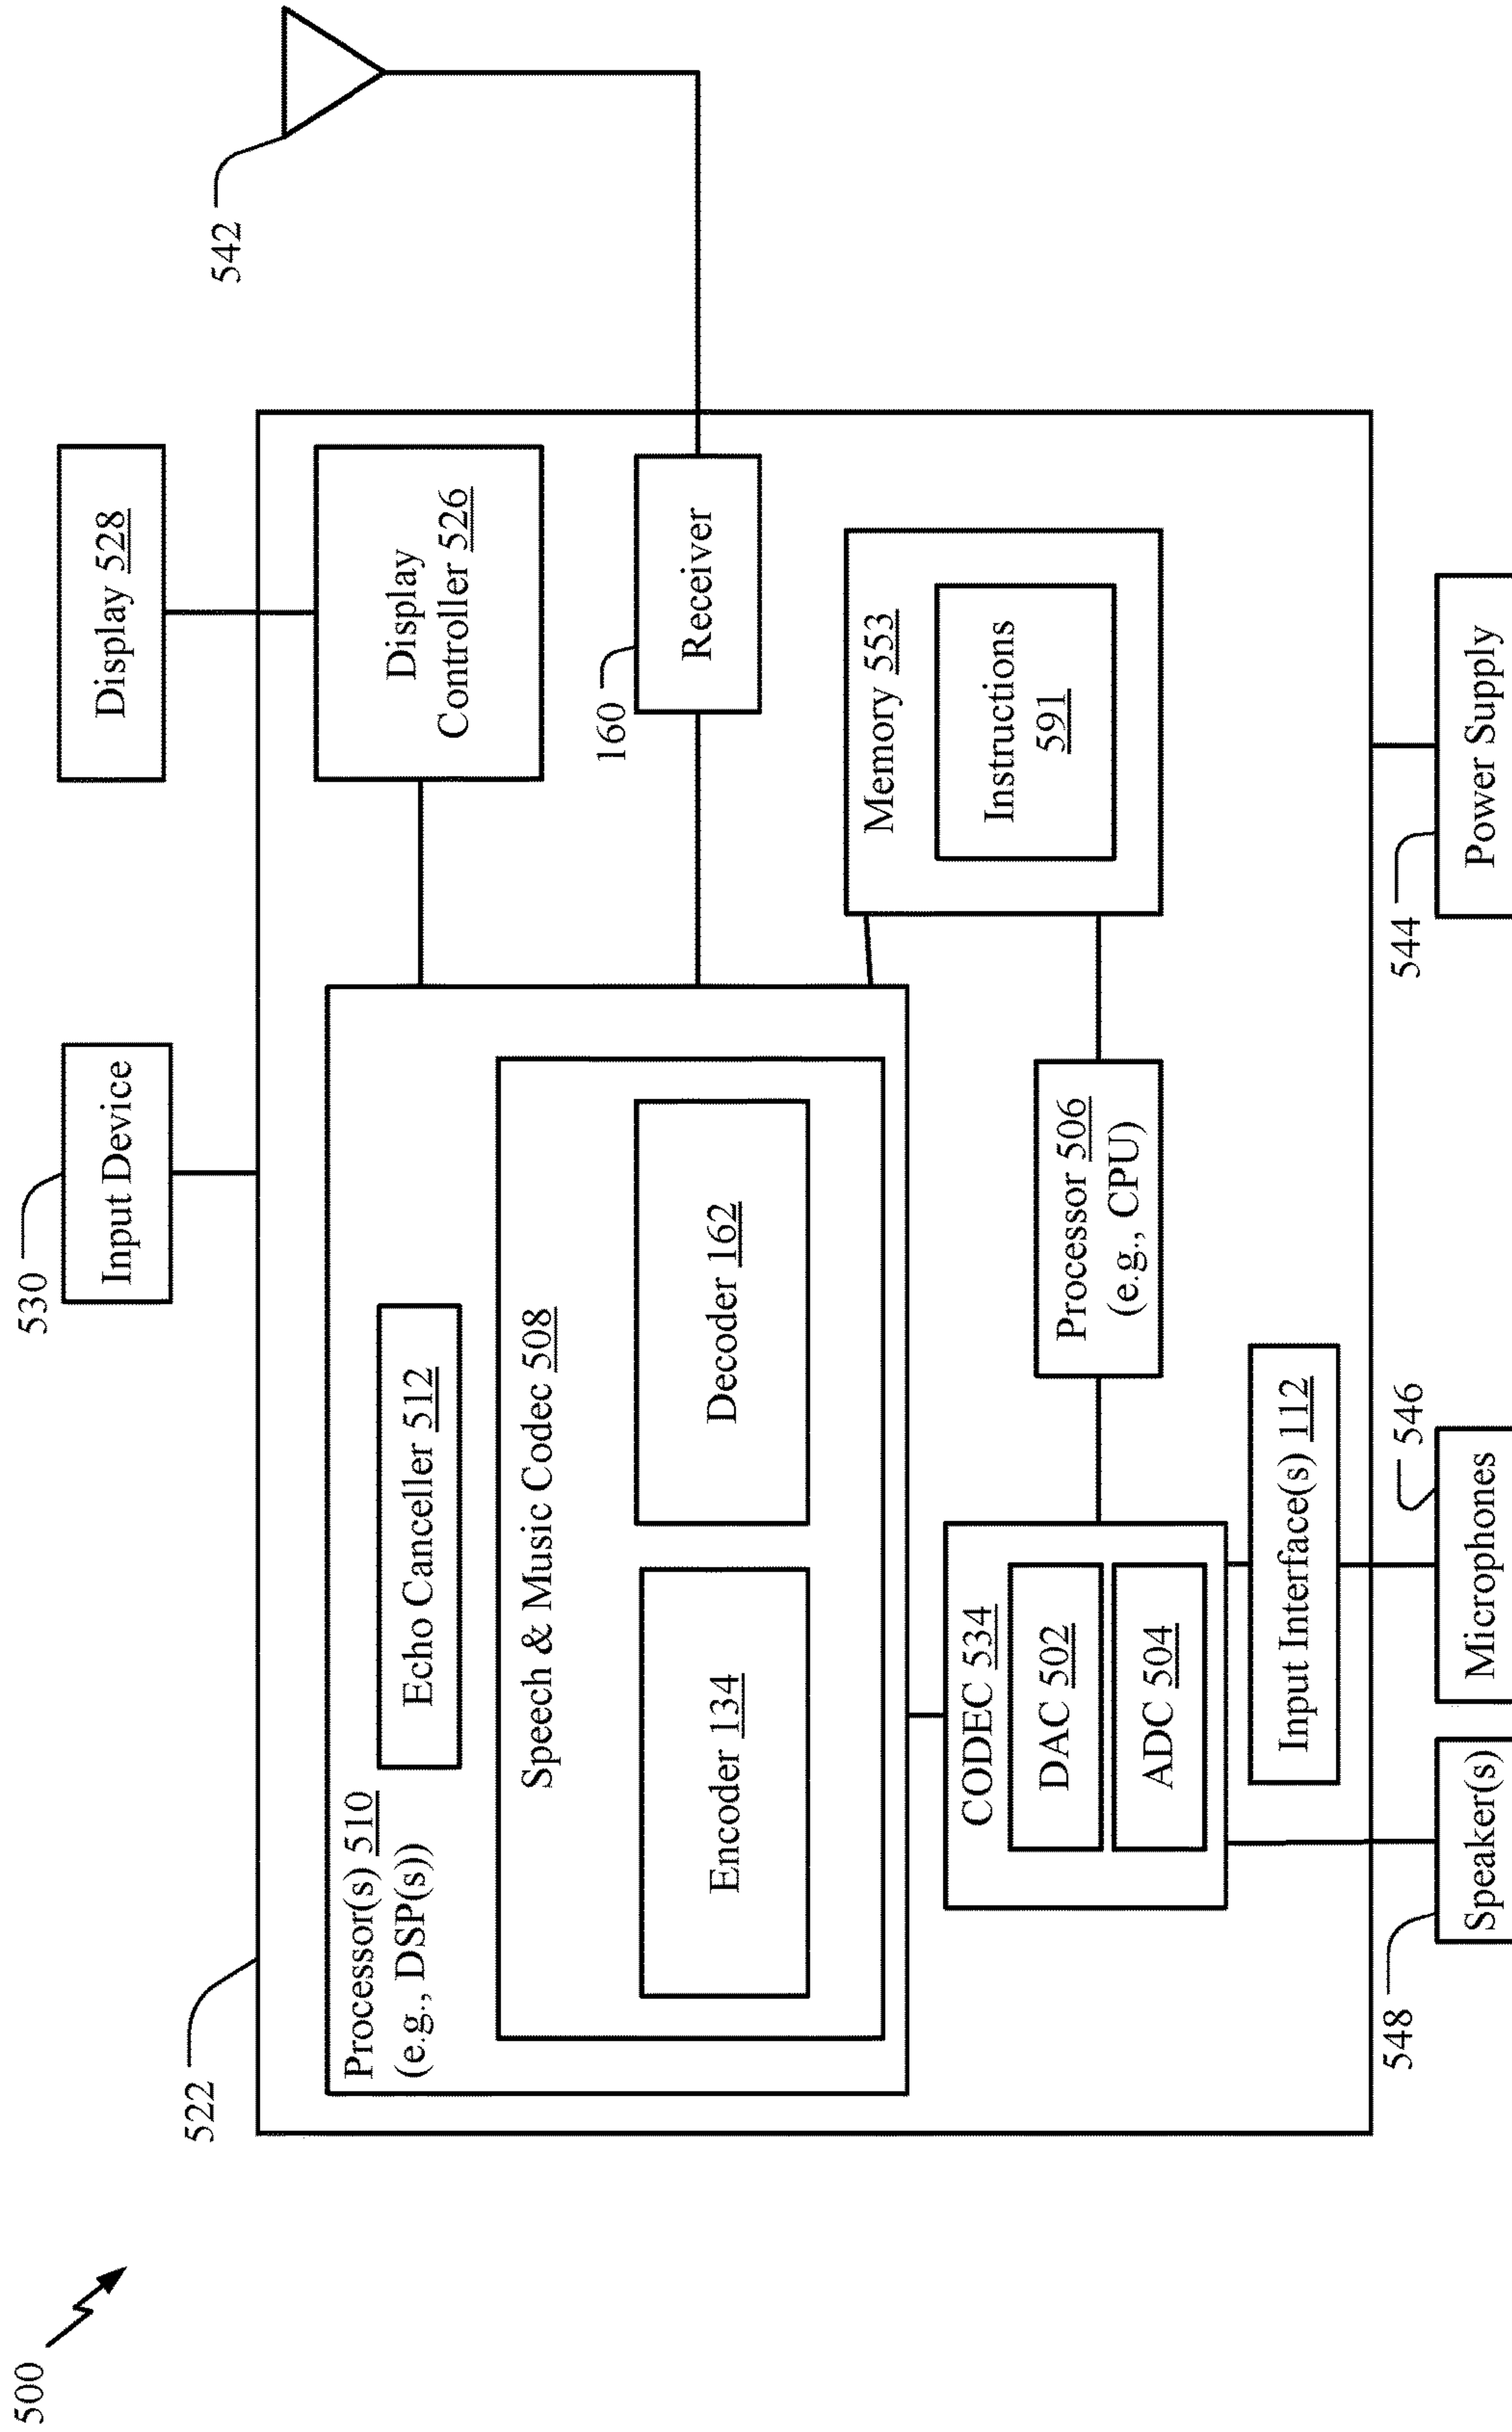 500
522
530
Input Device
Display 528
542
Processor(s) 510
(e.g., DSP(s))
Echo Canceller 512
Speech & Music Codec 508
Encoder 134
Decoder 162
Display
Controller 526
160
Receiver
Memory 553
Instructions
591
CODEC 534
DAC 502
ADC 504
Processor 506
(e.g., CPU)
Input Interface(s) 112
548
Speaker(s)
546
Microphones
544
Power Supply